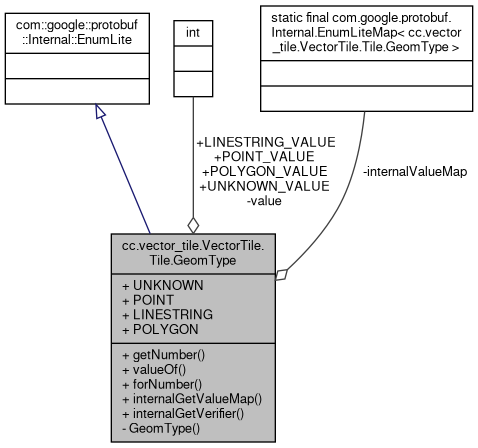 com::google::protobuf
::Internal::EnumLite
int
static final com.google.protobuf.
Internal.EnumLiteMap< cc.vector
_tile.VectorTile.Tile.GeomType >
+LINESTRING_VALUE
+POINT_VALUE
+POLYGON_VALUE
+UNKNOWN_VALUE
-value
-internalValueMap
cc.vector_tile.VectorTile.
Tile.GeomType
+ UNKNOWN
+ POINT
+ LINESTRING
+ POLYGON
+ getNumber()
+ valueOf()
+ forNumber()
+ internalGetValueMap()
+ internalGetVerifier()
- GeomType()